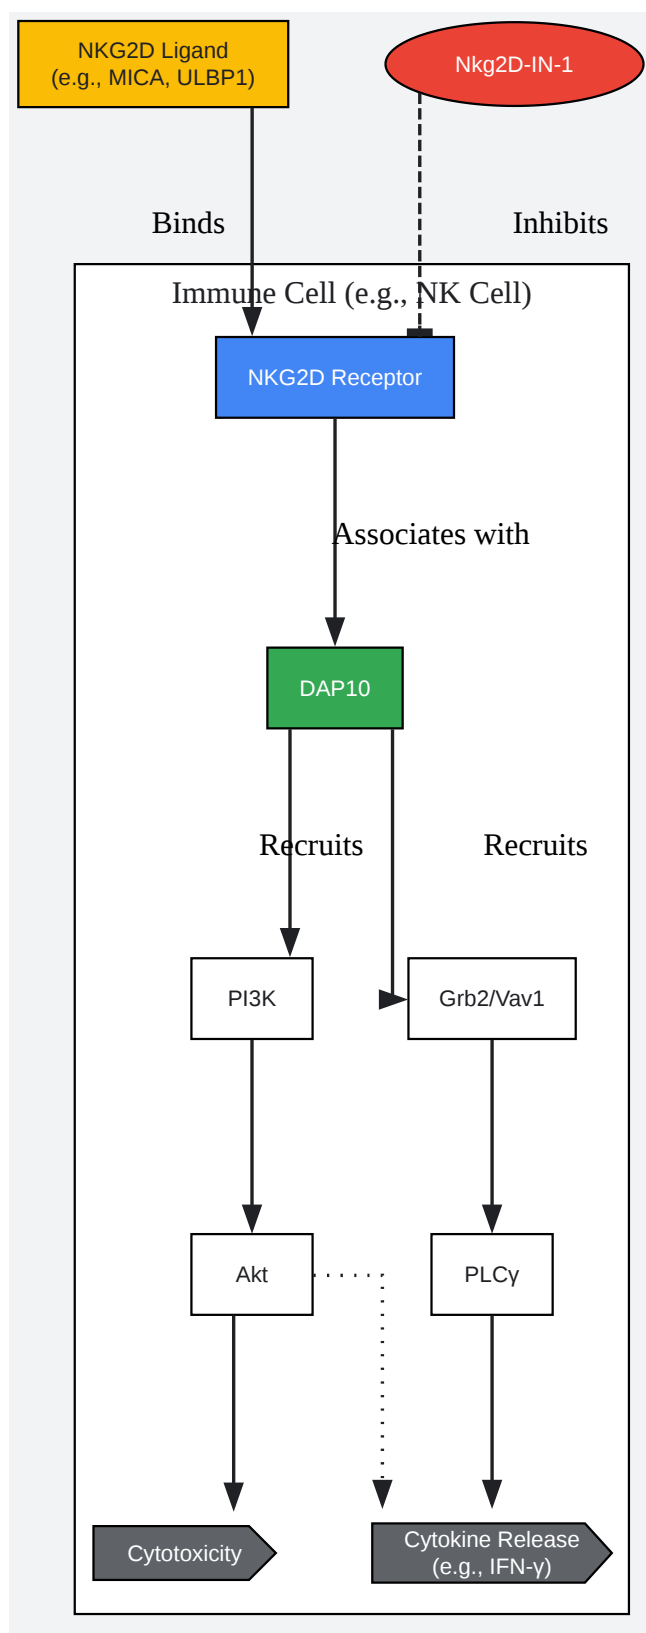 NKG2D Ligand
(e.g., MICA, ULBP1)
Nkg2D-IN-1
Binds
Inhibits
Immune Cell (e.g., NK Cell)
NKG2D Receptor
Associates with
DAP10
Recruits
Recruits
PI3K
Grb2/Vav1
Akt
PLCγ
Cytotoxicity
Cytokine Release
(e.g., IFN-γ)